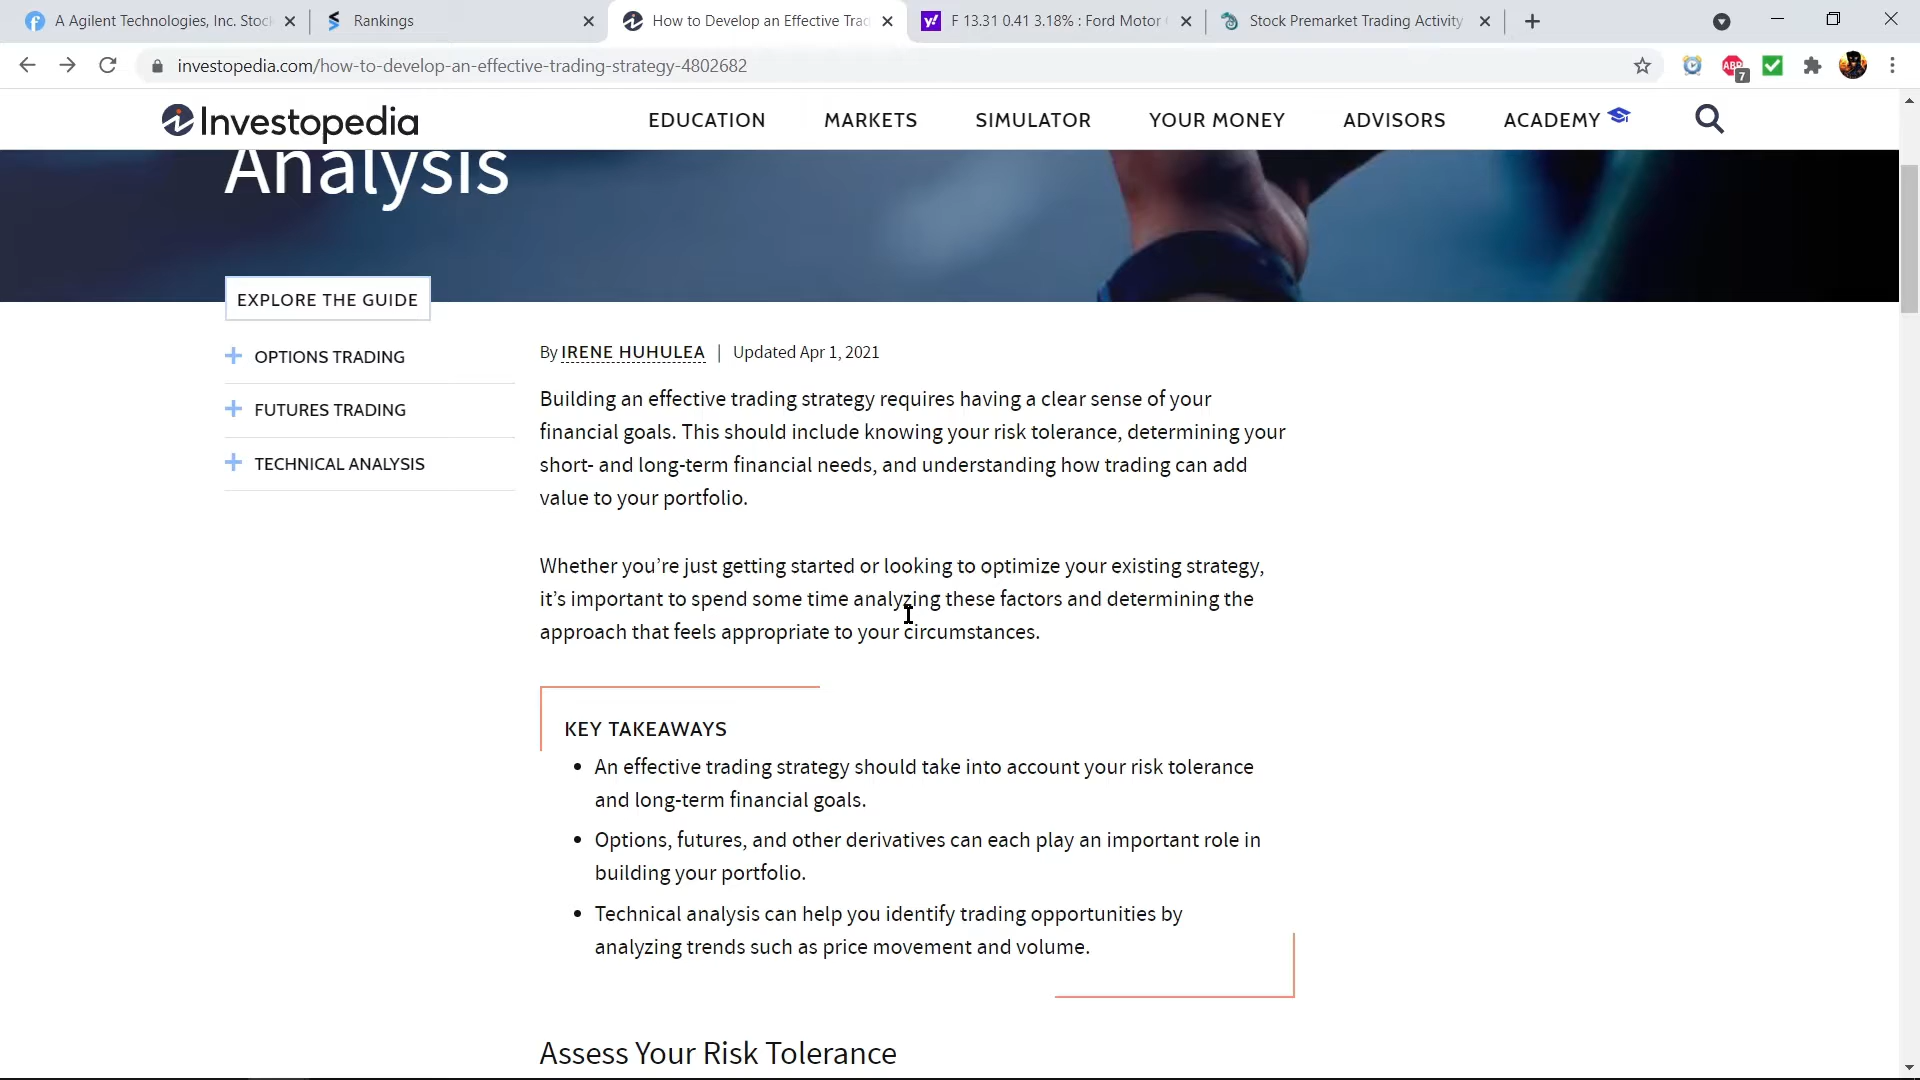 A Agilent Technologies, Inc. Stoc
Rankings
How to Develop an Effective Tra
F 13.31 0.41 3.18% : Ford Motor
Stock Premarket Trading Activity
investopedia.com/how-to-develop-an-effective-trading-strategy-4802682
ABP
7
Investopedia
EDUCATION
MARKETS
SIMULATOR
YOUR MONEY
ADVISORS
ACADEMY
Analysis
EXPLORE THE GUIDE
OPTIONS TRADING
FUTURES TRADING
TECHNICAL ANALYSIS
By IRENE HUHULEA | Updated Apr 1, 2021
Building an effective trading strategy requires having a clear sense of your
financial goals. This should include knowing your risk tolerance, determining your
short- and long-term financial needs, and understanding how trading can add
value to your portfolio.
Whether you’re just getting started or looking to optimize your existing strategy,
it’s important to spend some time analyzing these factors and determining the
approach that feels appropriate to your circumstances.
KEY TAKEAWAYS
• An effective trading strategy should take into account your risk tolerance
and long-term financial goals.
• Options, futures, and other derivatives can each play an important role in
building your portfolio.
• Technical analysis can help you identify trading opportunities by
analyzing trends such as price movement and volume.
Assess Your Risk Tolerance